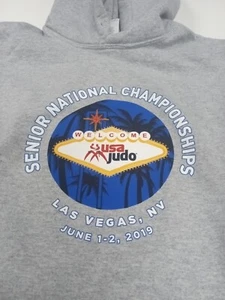 SENIOR NATIONAL CHAMPIONSHIPS
WELCOME
usa
judo
LAS VEGAS, NV
JUNE 1-2, 2019